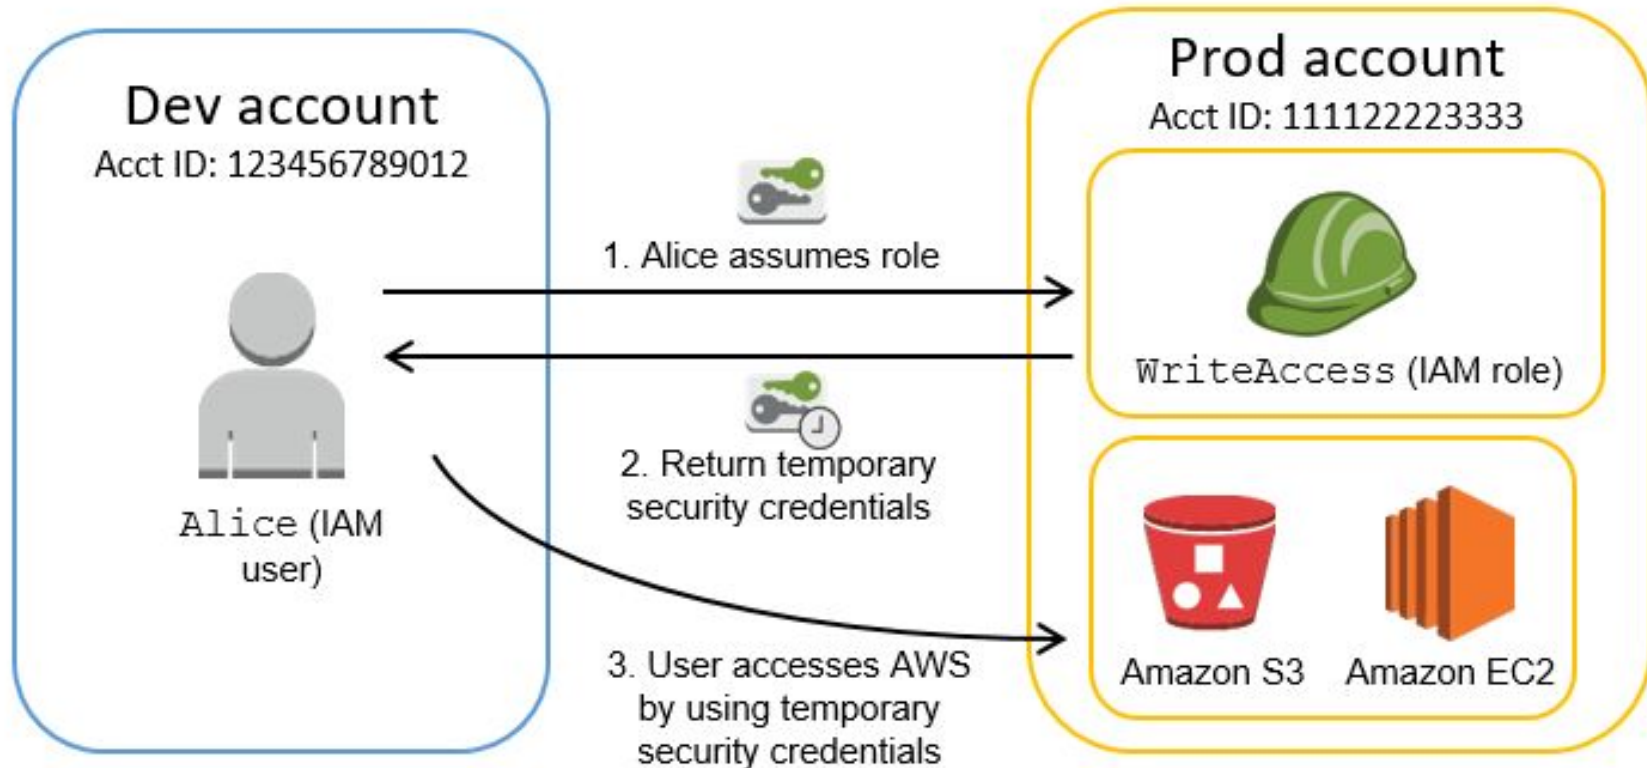 Dev account
Acct ID: 123456789012
Alice (IAM
user)
1. Alice assumes role
2. Return temporary
security credentials
3. User accesses AWS
by using temporary
security credentials
Prod account
Acct ID: 111122223333
WriteAccess (IAM role)
Amazon S3
Amazon EC2